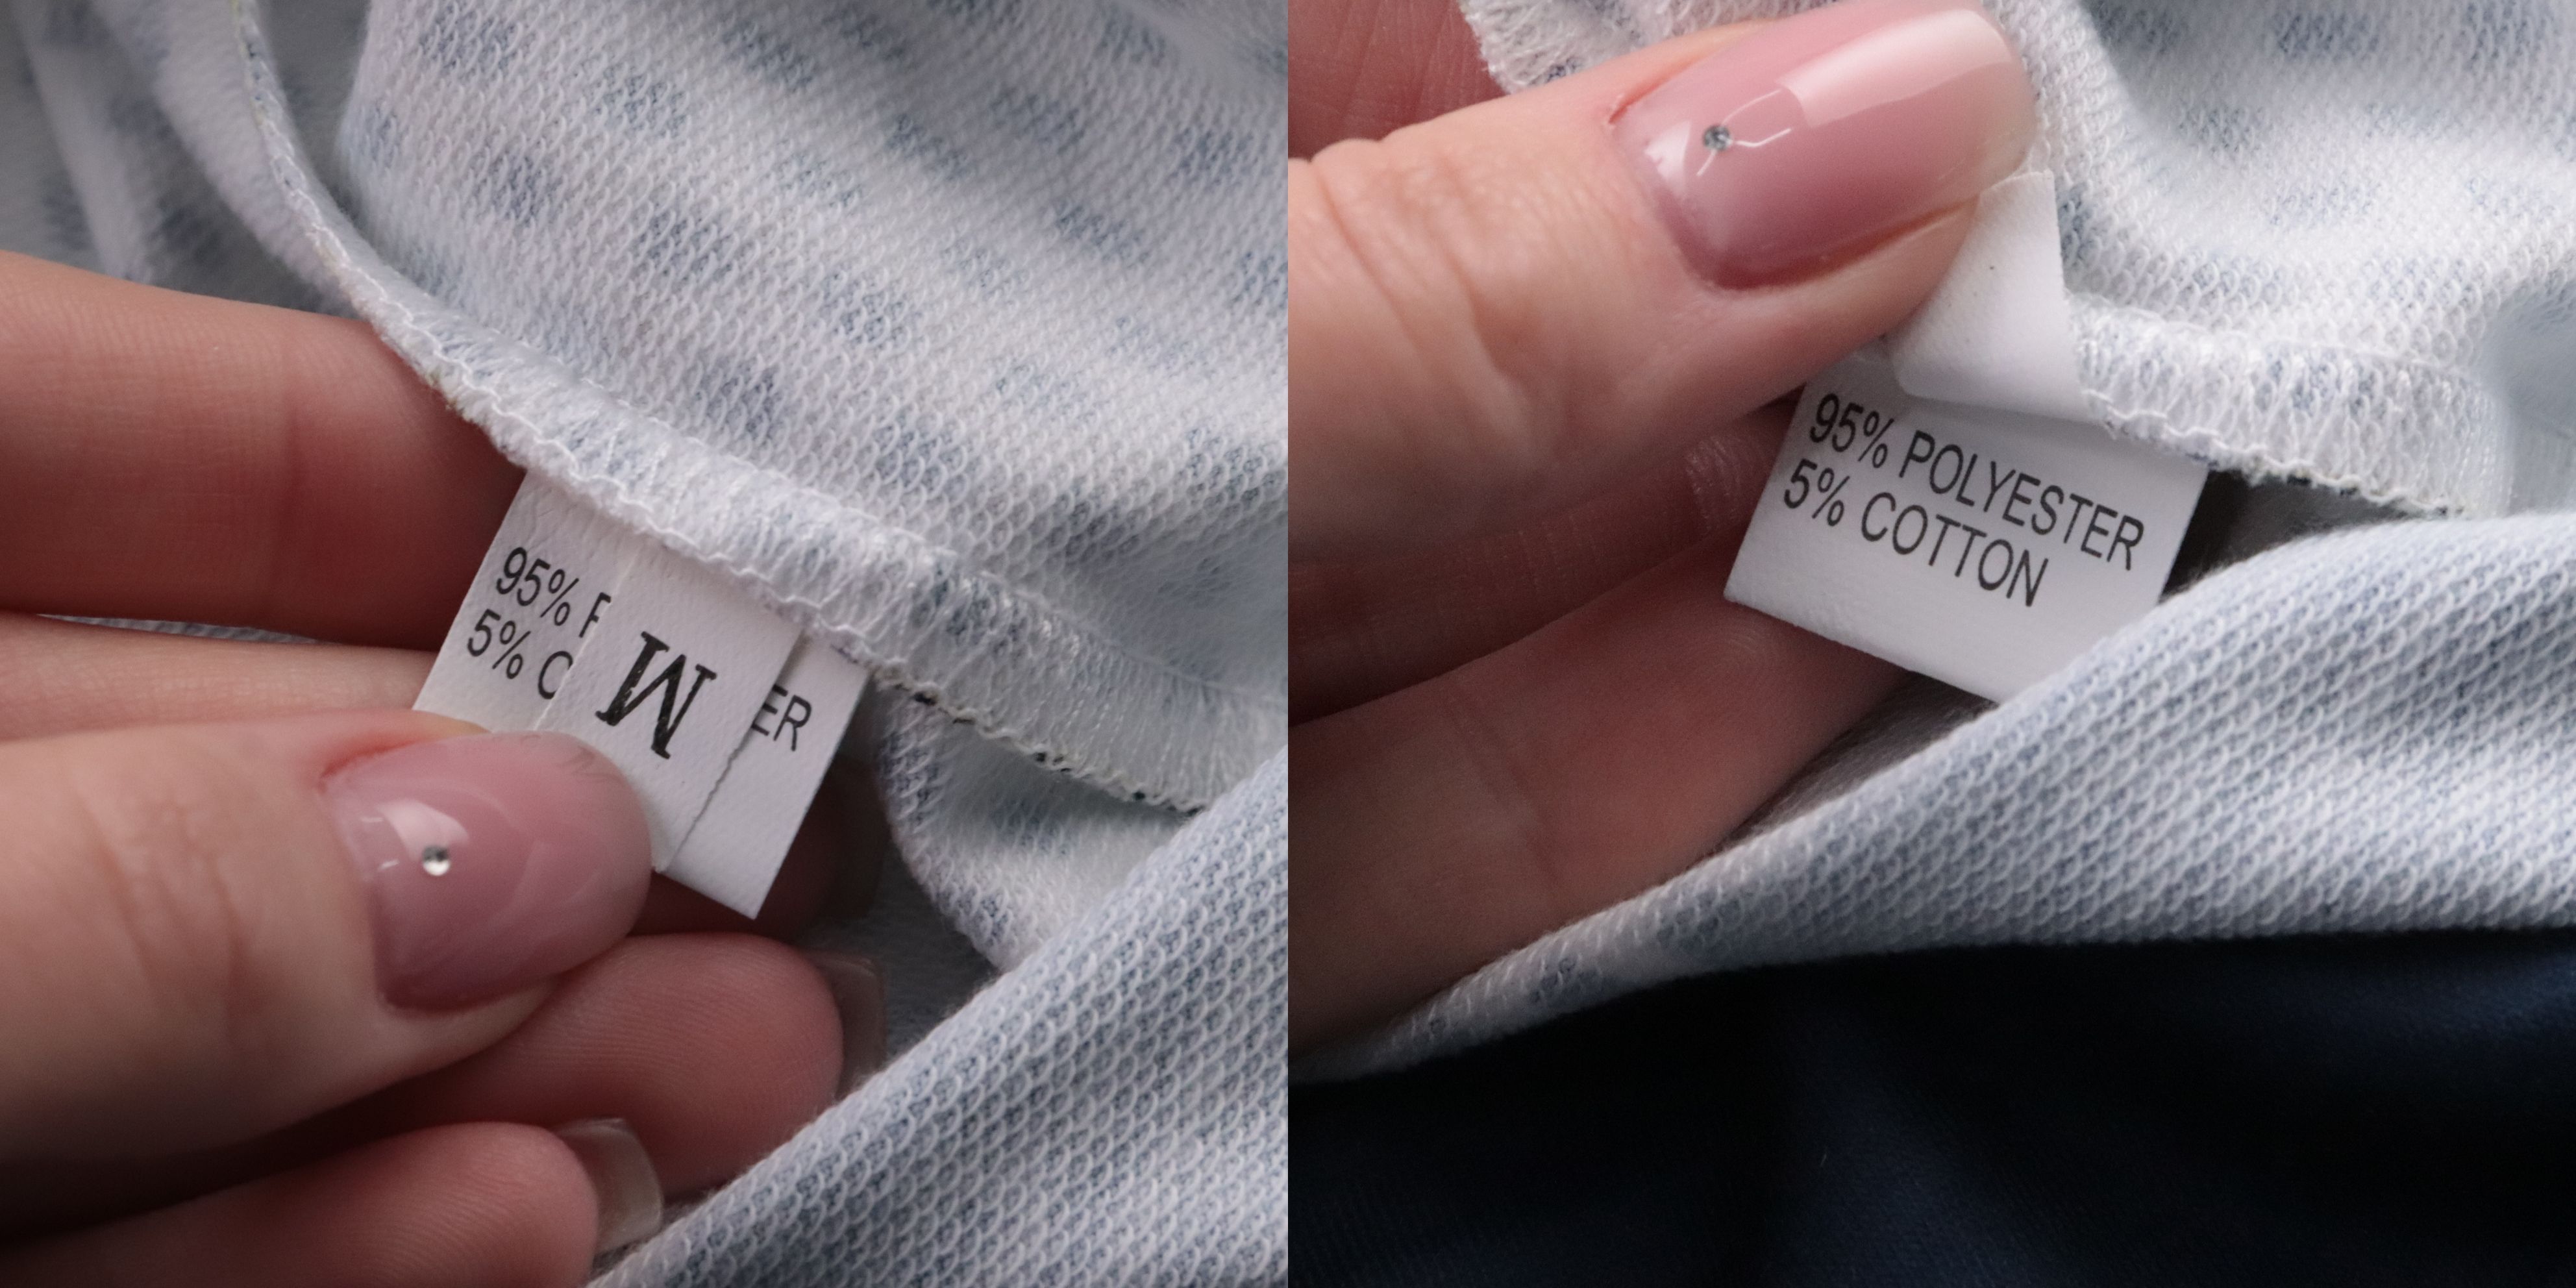 95% P
5% C
M
ER
95% POLYESTER
5% COTTON